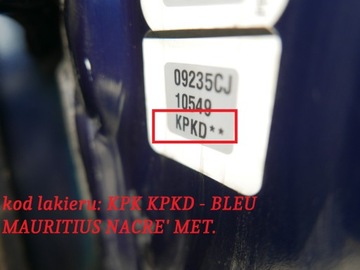 09235CJ
10549
KPKD**
kod lakieru: KPK KPKD - BLEU
MAURITIUS NACRE' MET.